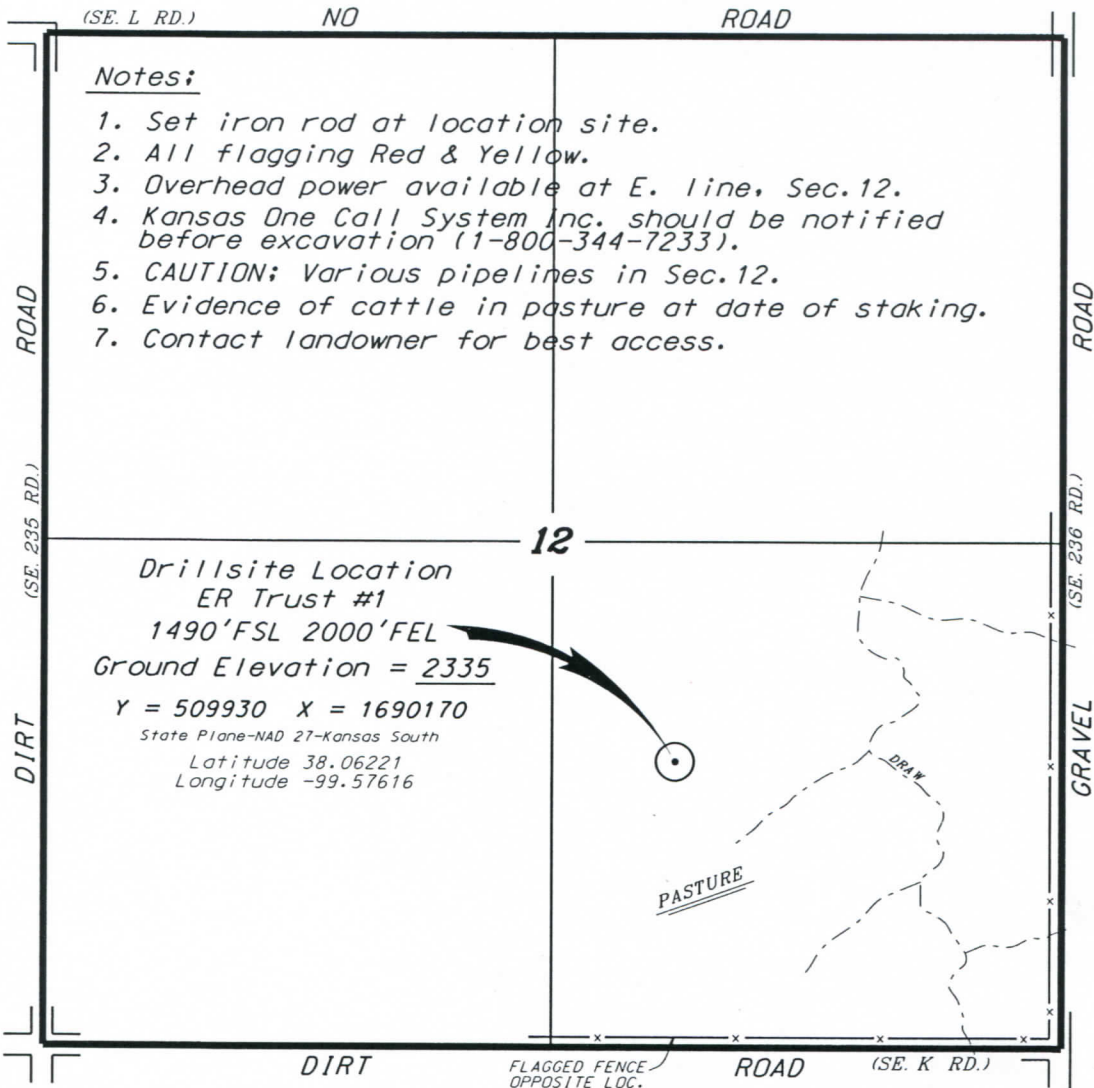 (SE. L RD.) NO ROAD
Notes:
1. Set iron rod at location site.
2. All flagging Red & Yellow.
3. Overhead power available at E. line, Sec.12.
4. Kansas One Call System Inc. should be notified
before excavation (1-800-344-7233).
5. CAUTION: Various pipelines in Sec.12.
6. Evidence of cattle in pasture at date of staking.
7. Contact landowner for best access.
ROAD
(SE. 235 RD.)
DIRT
ROAD
(SE. 236 RD.)
GRAVEL
12
Drillsite Location
ER Trust #1
1490'FSL 2000'FEL
Ground Elevation = 2335
Y = 509930 X = 1690170
State Plane-NAD 27-Kansas South
Latitude 38.06221
Longitude -99.57616
DRAW
PASTURE
DIRT ROAD (SE. K RD.)
FLAGGED FENCE
OPPOSITE LOC.